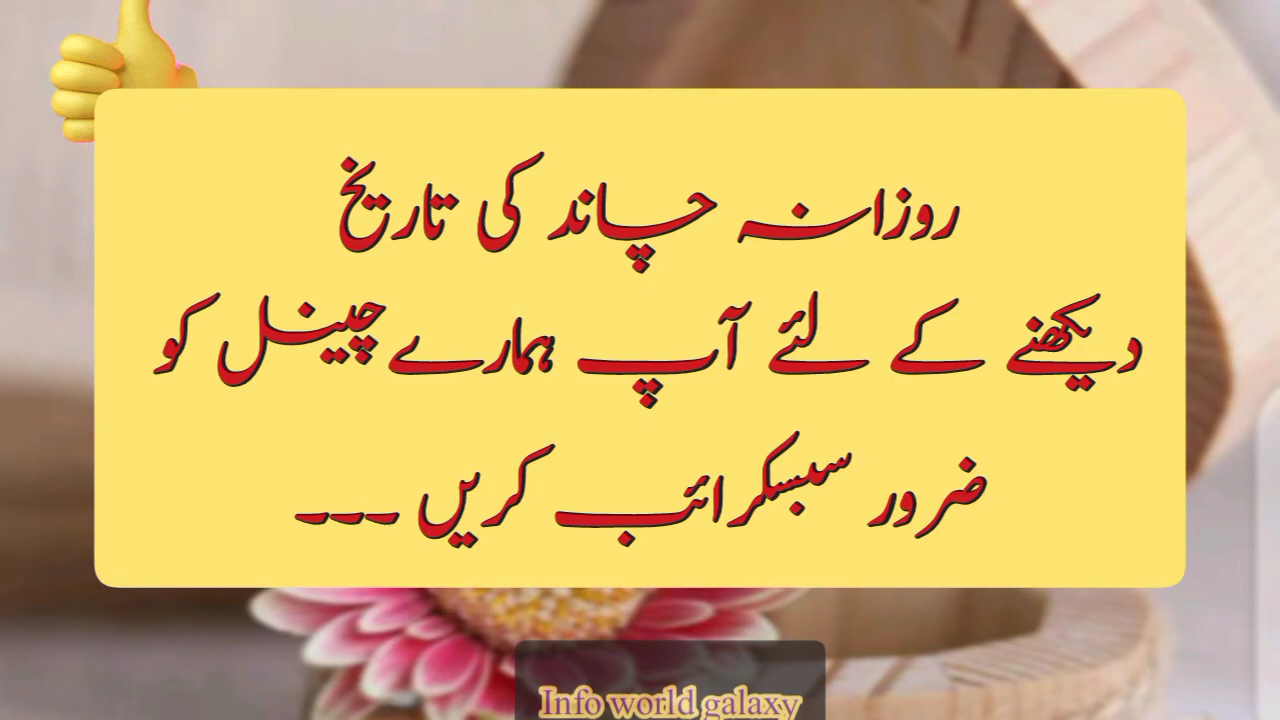 روزانہ چاند کی تاریخ
دیکھنے کے لئے آپ ہمارے چینل کو
ضرور سبسکرائب کریں ۔۔۔
Info world galaxy